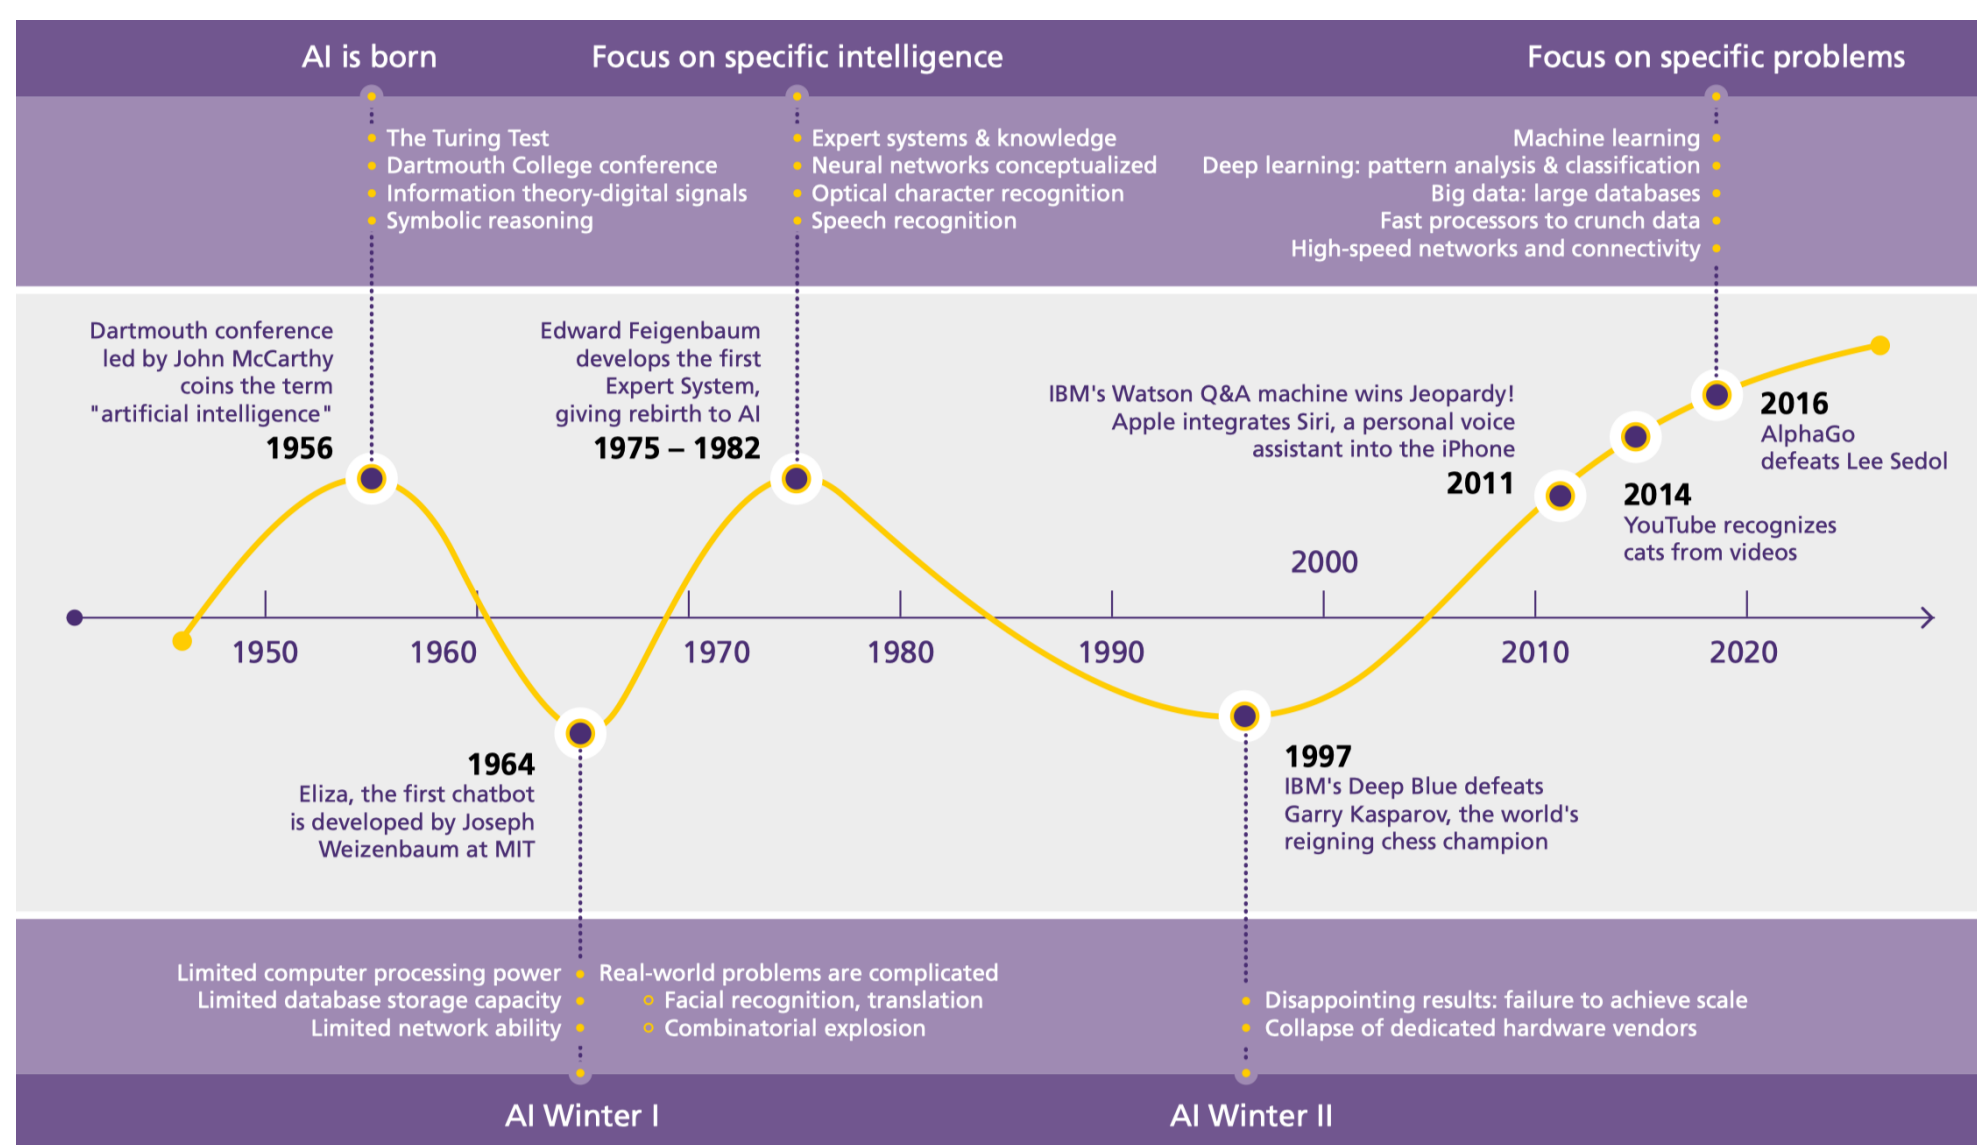 AI is born
Focus on specific intelligence
Focus on specific problems
The Turing Test
Dartmouth College conference
Information theory-digital signals
Symbolic reasoning
Expert systems & knowledge
Neural networks conceptualized
Optical character recognition
Speech recognition
Machine learning
Deep learning: pattern analysis & classification
Big data: large databases
Fast processors to crunch data
High-speed networks and connectivity
Dartmouth conference
led by John McCarthy
coins the term
"artificial intelligence"
1956
Edward Feigenbaum
develops the first
Expert System,
giving rebirth to AI
1975 – 1982
IBM's Watson Q&A machine wins Jeopardy!
Apple integrates Siri, a personal voice
assistant into the iPhone
2011
2016
AlphaGo
defeats Lee Sedol
2014
YouTube recognizes
cats from videos
1950
1960
1970
1980
1990
2000
2010
2020
1964
Eliza, the first chatbot
is developed by Joseph
Weizenbaum at MIT
1997
IBM's Deep Blue defeats
Garry Kasparov, the world's
reigning chess champion
Limited computer processing power
Limited database storage capacity
Limited network ability
Real-world problems are complicated
Facial recognition, translation
Combinatorial explosion
Disappointing results: failure to achieve scale
Collapse of dedicated hardware vendors
AI Winter I
AI Winter II